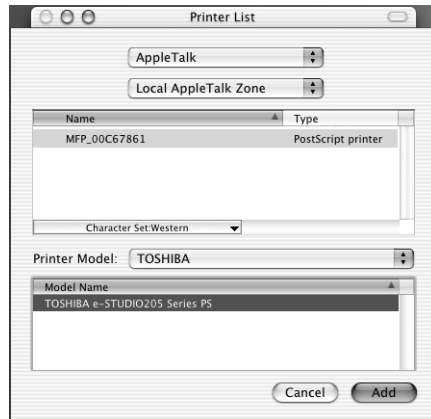 Printer List
AppleTalk
Local AppleTalk Zone
Name Type
MFP_00C67861 PostScript printer
Character Set:Western
Printer Model: TOSHIBA
Model Name
TOSHIBA e-STUDIO205 Series PS
Cancel Add